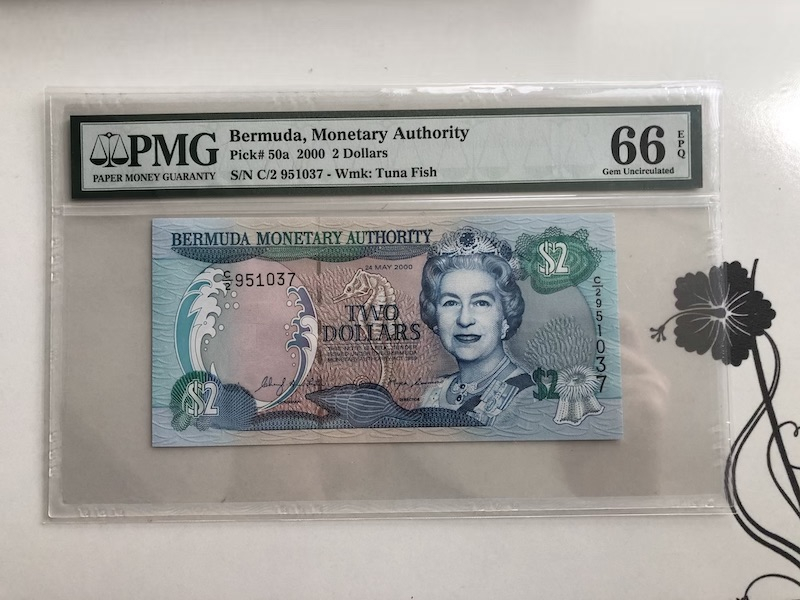 PMG
PAPER MONEY GUARANTY
Bermuda, Monetary Authority
Pick# 50a 2000 2 Dollars
S/N C/2 951037 - Wmk: Tuna Fish
66
EPQ
Gem Uncirculated
BERMUDA MONETARY AUTHORITY
$2
C/2 951037
24 MAY 2000
TWO
DOLLARS
C/2 951037
$2
$2